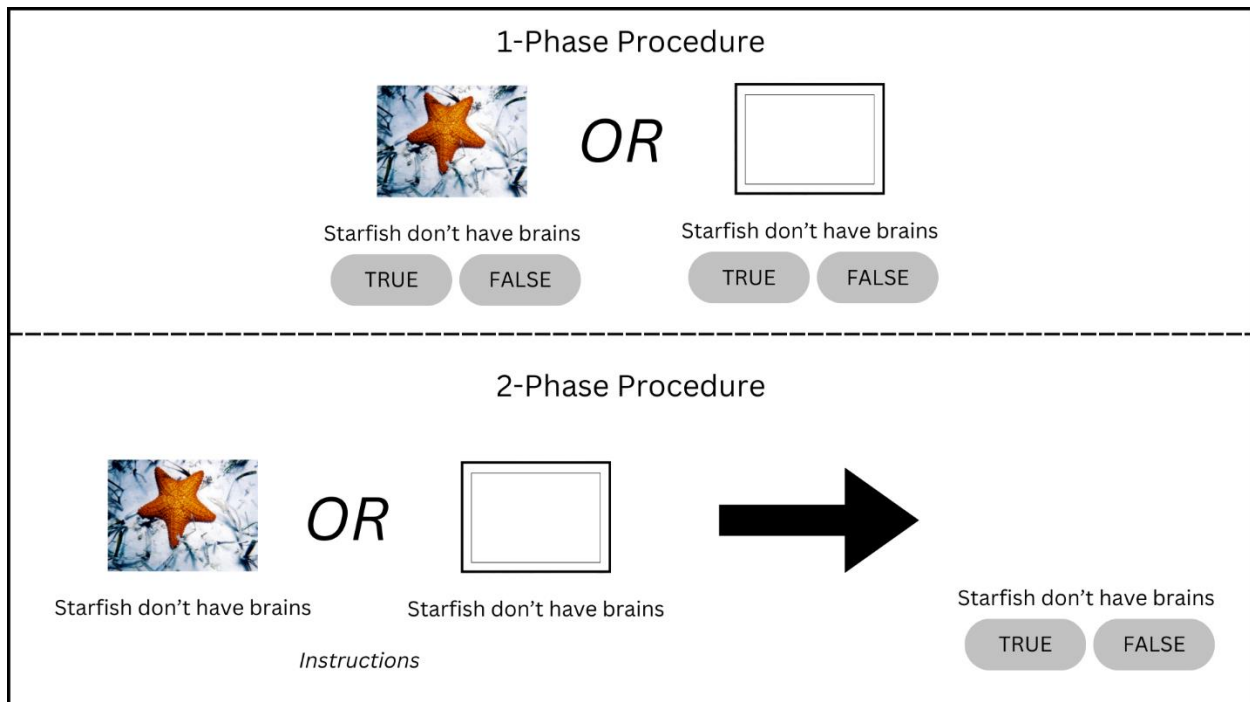 1-Phase Procedure
OR
Starfish don’t have brains
Starfish don’t have brains
TRUE FALSE
TRUE FALSE
2-Phase Procedure
OR
Starfish don’t have brains
Starfish don’t have brains
Instructions
Starfish don’t have brains
TRUE FALSE